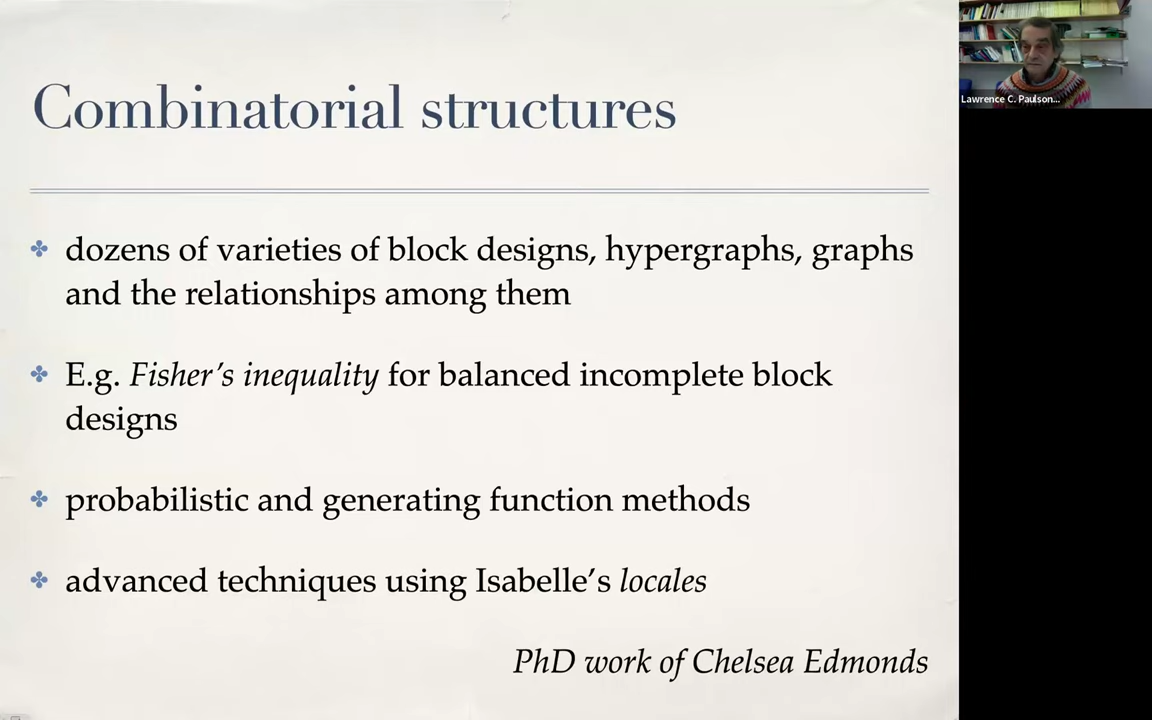 Combinatorial structures
Lawrence C. Paulson...
dozens of varieties of block designs, hypergraphs, graphs
and the relationships among them
E.g. Fisher’s inequality for balanced incomplete block
designs
probabilistic and generating function methods
advanced techniques using Isabelle’s locales
PhD work of Chelsea Edmonds